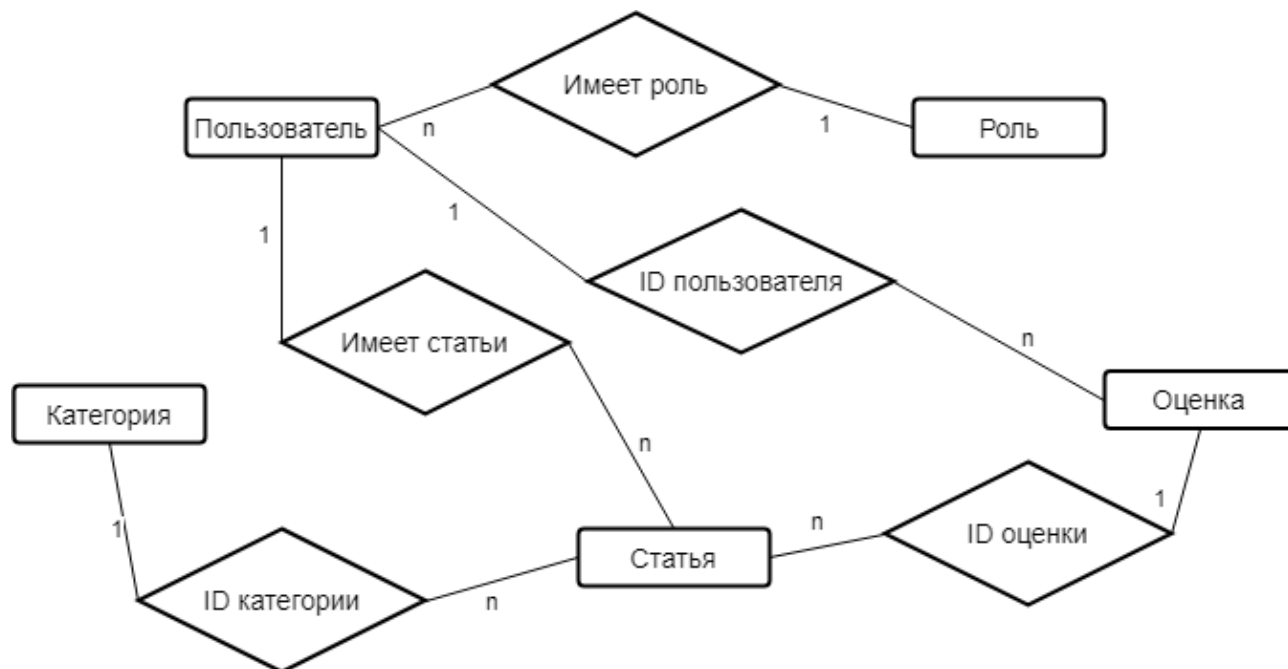 Имеет роль
Пользователь
n
1
Роль
1
1
ID пользователя
n
Имеет статьи
Категория
Оценка
n
1
n
1
ID оценки
Статья
ID категории
n